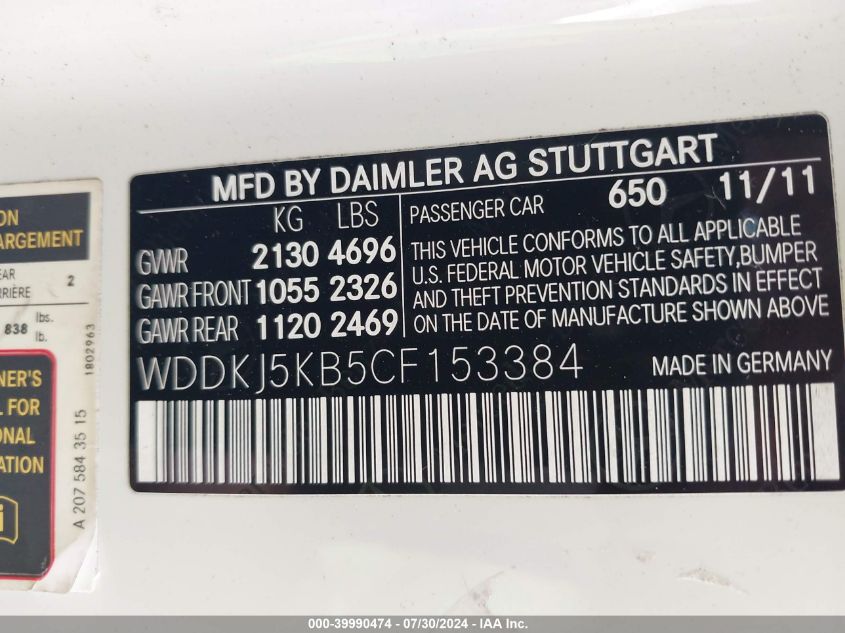 MFD BY DAIMLER AG STUTTGART
KG LBS
GVWR 2130 4696
GAWR FRONT 1055 2326
GAWR REAR 1120 2469
PASSENGER CAR 650 11/11
THIS VEHICLE CONFORMS TO ALL APPLICABLE
U.S. FEDERAL MOTOR VEHICLE SAFETY,BUMPER
AND THEFT PREVENTION STANDARDS IN EFFECT
ON THE DATE OF MANUFACTURE SHOWN ABOVE
WDDKJ5KB5CF153384 MADE IN GERMANY
ON
ARGEMENT
EAR
RRIÈRE 2
838 lbs.
lb.
1802963
NER'S
L FOR
ONAL
ATION
i
A 207 584 35 15
000-39990474 / 07/30/2024 - IAA Inc.